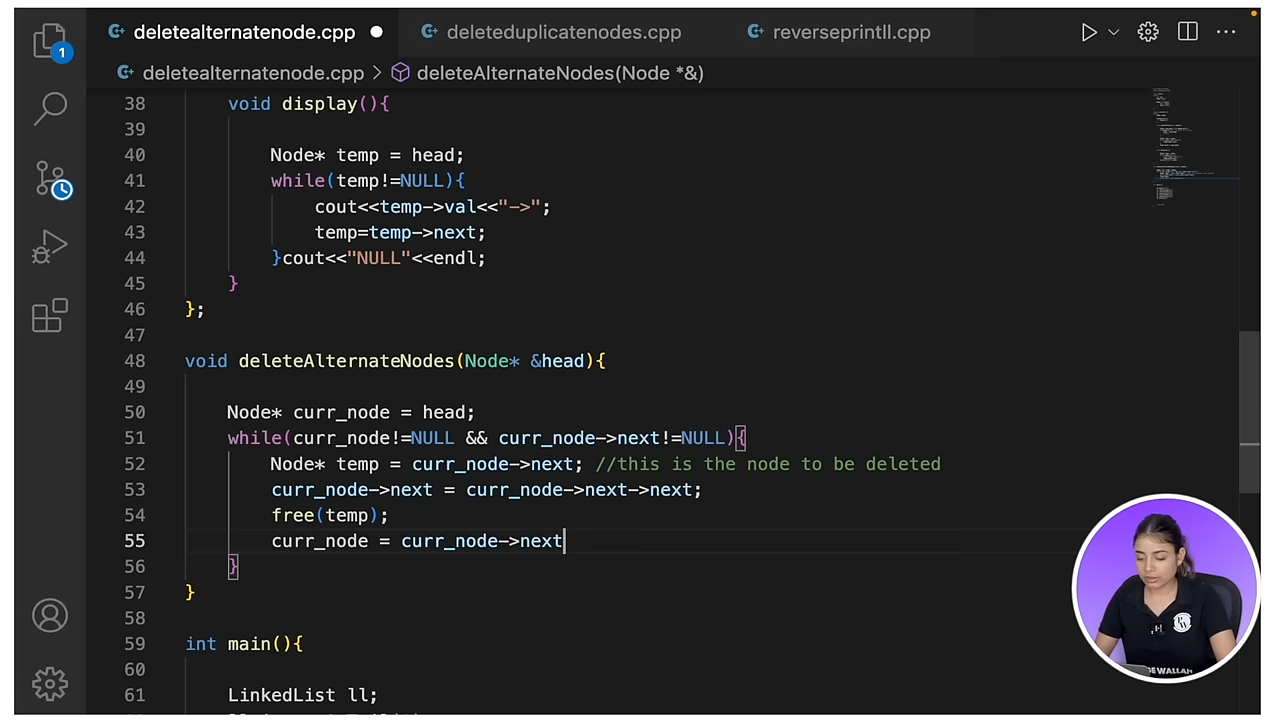 deletealternatenode.cpp
deleteduplicatenodes.cpp
reverseprintll.cpp
1
deletealternatenode.cpp > deleteAlternateNodes(Node *&)
38 void display(){
39
40 Node* temp = head;
41 while(temp!=NULL){
42 cout<<temp->val<<"->";
43 temp=temp->next;
44 }cout<<"NULL"<<endl;
45 }
46 };
47
48 void deleteAlternateNodes(Node* &head){
49
50 Node* curr_node = head;
51 while(curr_node!=NULL && curr_node->next!=NULL){
52 Node* temp = curr_node->next; //this is the node to be deleted
53 curr_node->next = curr_node->next->next;
54 free(temp);
55 curr_node = curr_node->next
56 }
57 }
58
59 int main(){
60
61 LinkedList ll;
PW